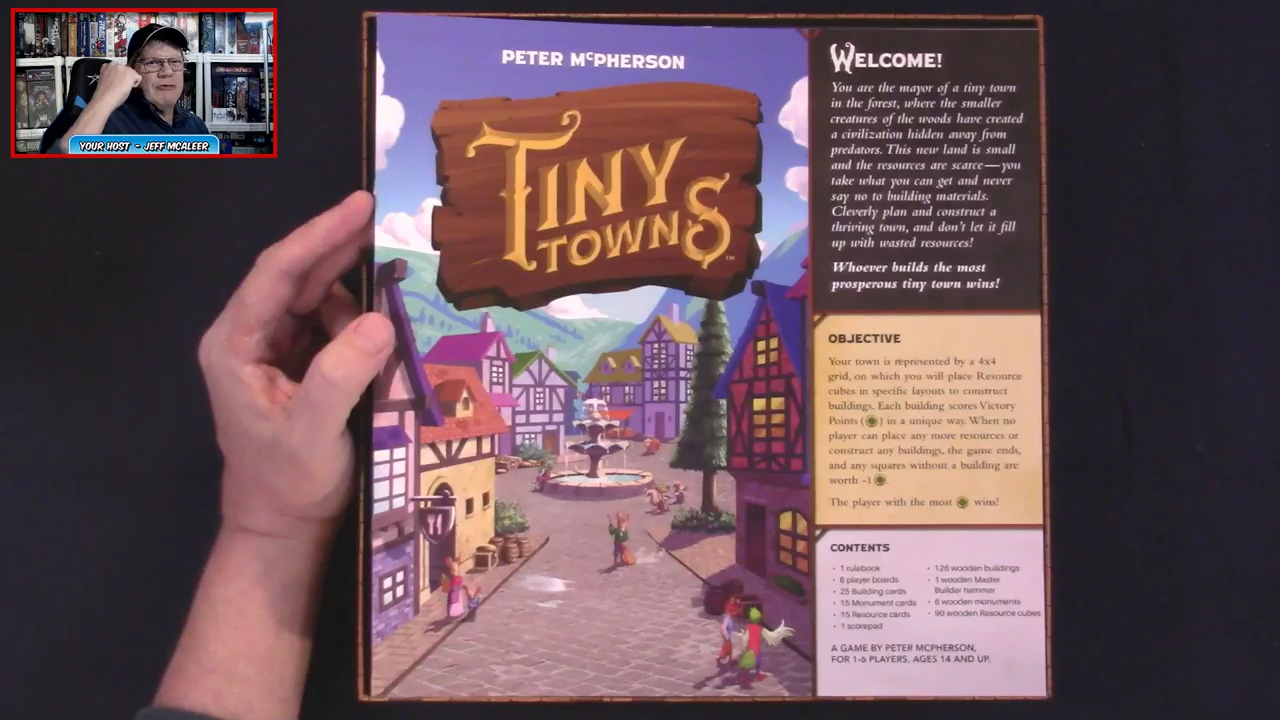 YOUR HOST - JEFF MCALEER
PETER McPHERSON
TINY
TOWNS™
WELCOME!
You are the mayor of a tiny town
in the forest, where the smaller
creatures of the woods have created
a civilization hidden away from
predators. This new land is small
and the resources are scarce—you
take what you can get and never
say no to building materials.
Cleverly plan and construct a
thriving town, and don't let it fill
up with wasted resources!
Whoever builds the most
prosperous tiny town wins!
OBJECTIVE
Your town is represented by a 4x4
grid, on which you will place Resource
cubes in specific layouts to construct
buildings. Each building scores Victory
Points ( ) in a unique way. When no
player can place any more resources or
construct any buildings, the game ends,
and any squares without a building are
worth -1 .
The player with the most wins!
CONTENTS
• 1 rulebook
• 6 player boards
• 25 Building cards
• 15 Monument cards
• 15 Resource cards
• 1 scorepad
• 126 wooden buildings
• 1 wooden Master
Builder hammer
• 6 wooden monuments
• 90 wooden Resource cubes
A GAME BY PETER MCPHERSON,
FOR 1-6 PLAYERS, AGES 14 AND UP.